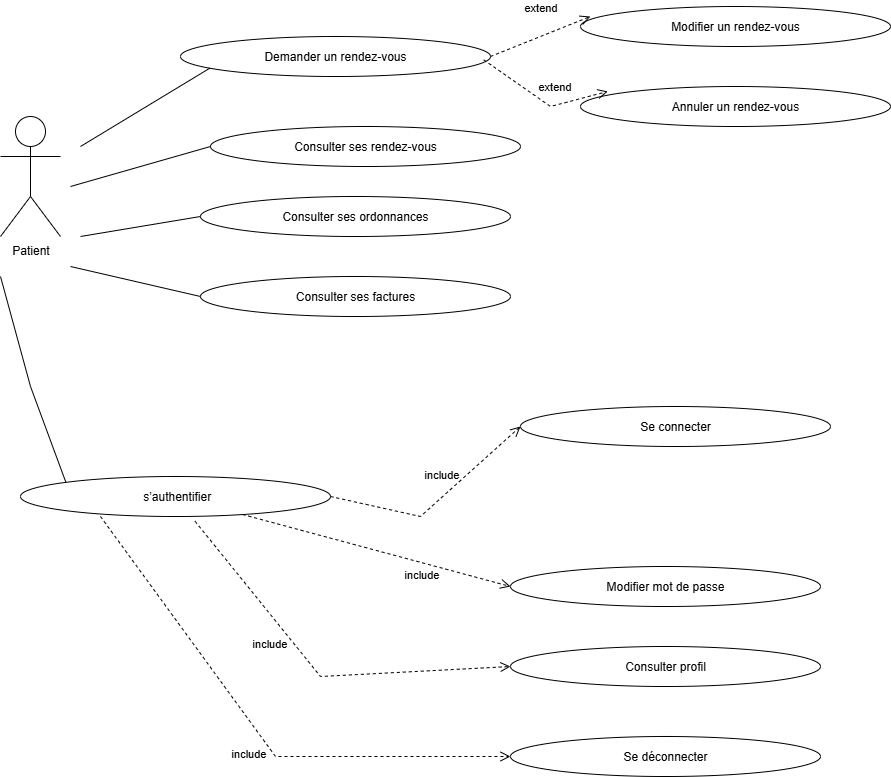 extend
Modifier un rendez-vous
Demander un rendez-vous
extend
Annuler un rendez-vous
Consulter ses rendez-vous
Consulter ses ordonnances
Patient
Consulter ses factures
Se connecter
include
s'authentifier
include
Modifier mot de passe
include
Consulter profil
include
Se déconnecter